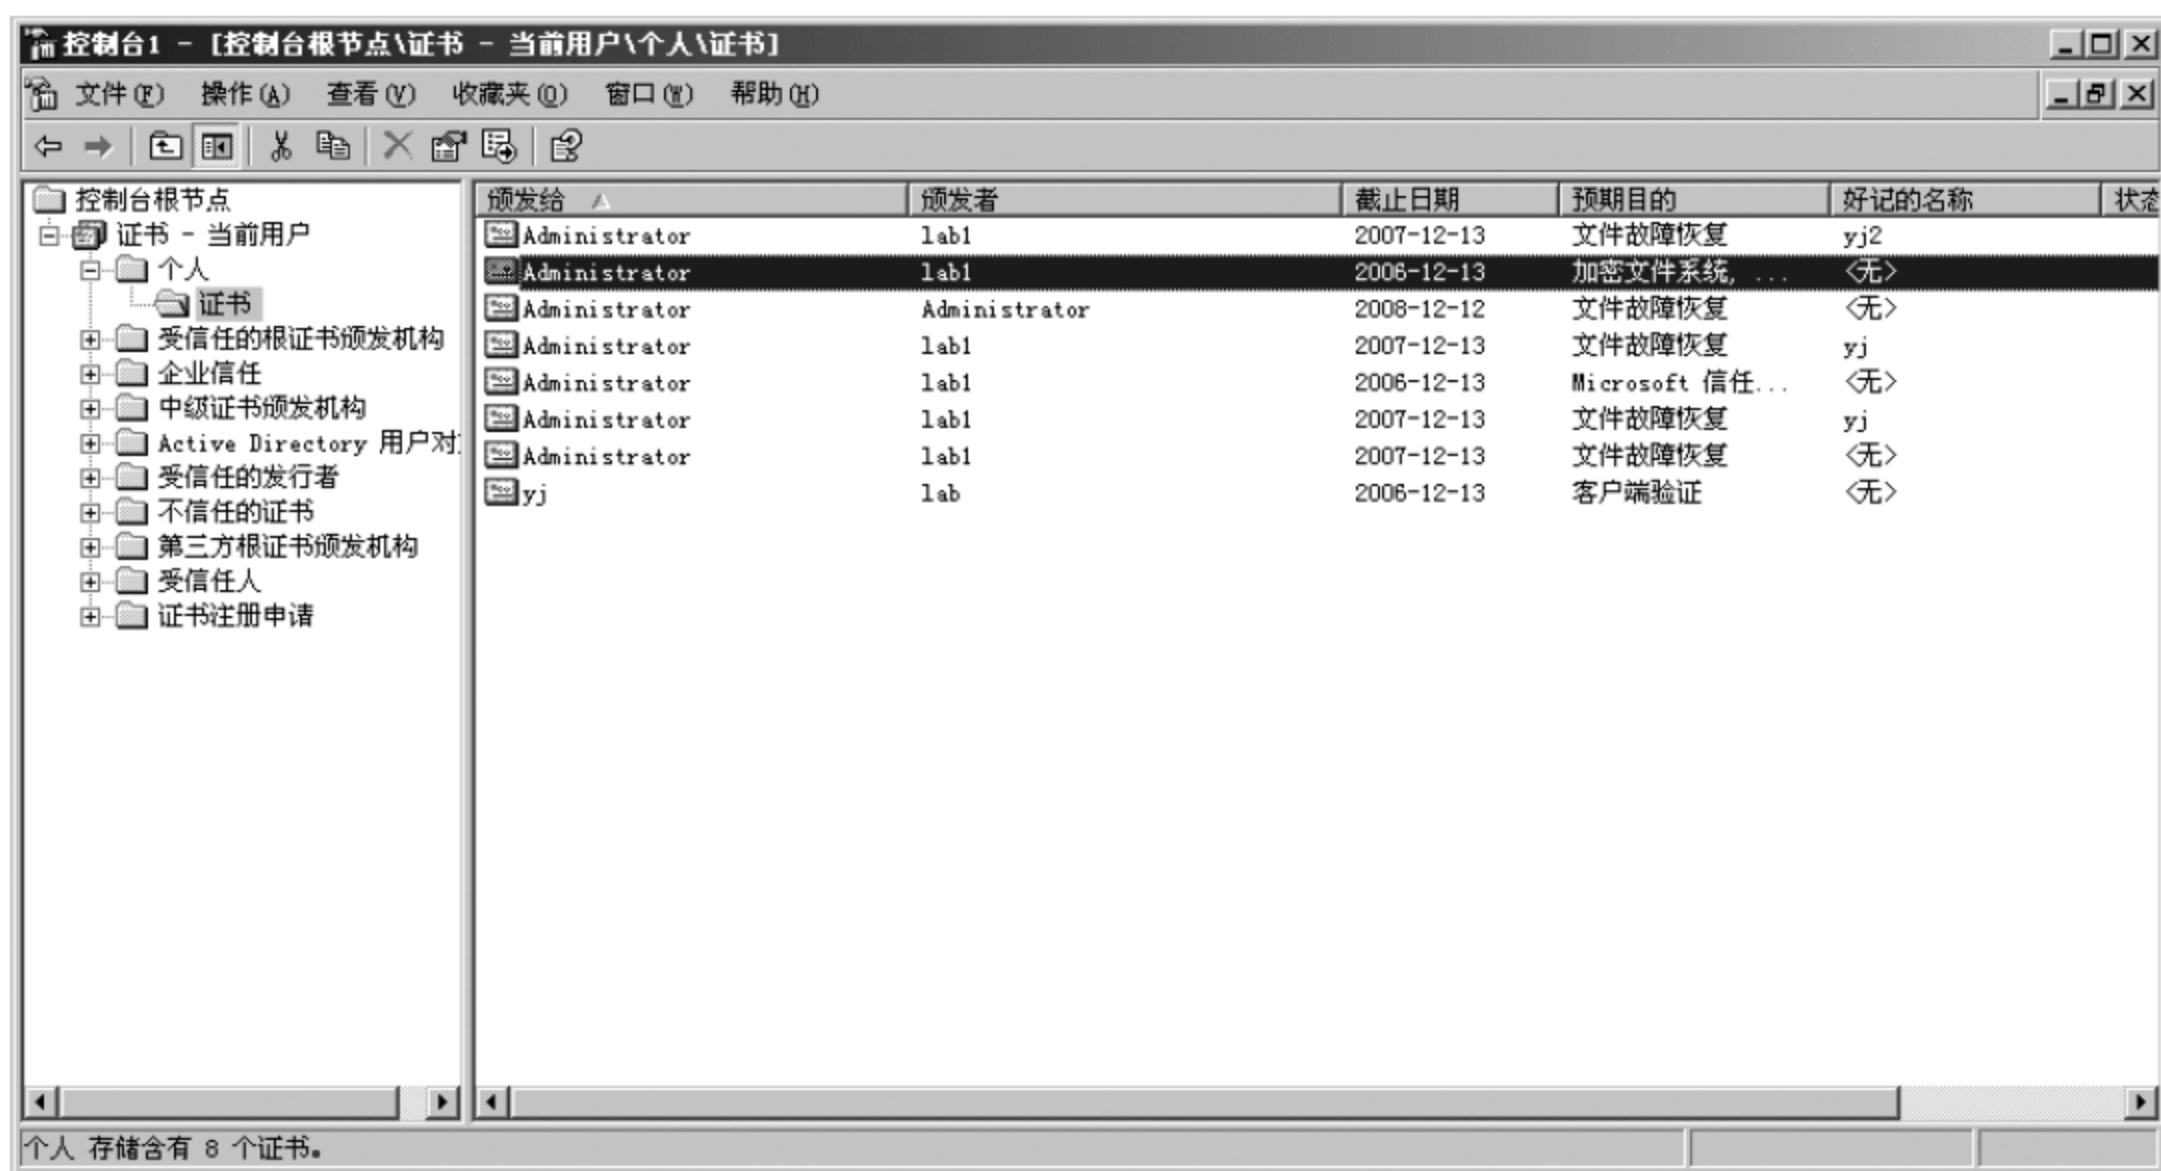 控制台1 - [控制台根节点\证书 - 当前用户\个人\证书]
文件(F) 操作(A) 查看(V) 收藏夹(O) 窗口(W) 帮助(H)
控制台根节点
证书 - 当前用户
个人
证书
受信任的根证书颁发机构
企业信任
中级证书颁发机构
Active Directory 用户对
受信任的发行者
不信任的证书
第三方根证书颁发机构
受信任人
证书注册申请
颁发给 颁发者 截止日期 预期目的 好记的名称 状态
Administrator lab1 2007-12-13 文件故障恢复 yj2
Administrator lab1 2006-12-13 加密文件系统, ... <无>
Administrator Administrator 2008-12-12 文件故障恢复 <无>
Administrator lab1 2007-12-13 文件故障恢复 yj
Administrator lab1 2006-12-13 Microsoft 信任... <无>
Administrator lab1 2007-12-13 文件故障恢复 yj
Administrator lab1 2007-12-13 文件故障恢复 <无>
yj lab 2006-12-13 客户端验证 <无>
个人 存储含有 8 个证书。